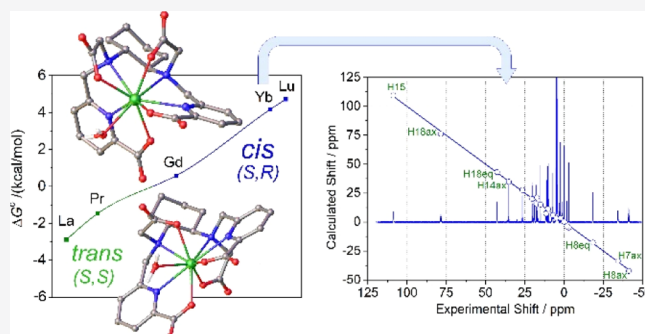 ΔG° /(kcal/mol)
6
4
2
0
-2
-4
-6
La
Pr
Gd
Yb
Lu
cis
(S,R)
trans
(S,S)
Calculated Shift / ppm
125
100
75
50
25
0
-25
-50
H15
H18ax
H18eq
H14ax
H8eq
H7ax
H8ax
125 100 75 50 25 0 -25 -50
Experimental Shift / ppm